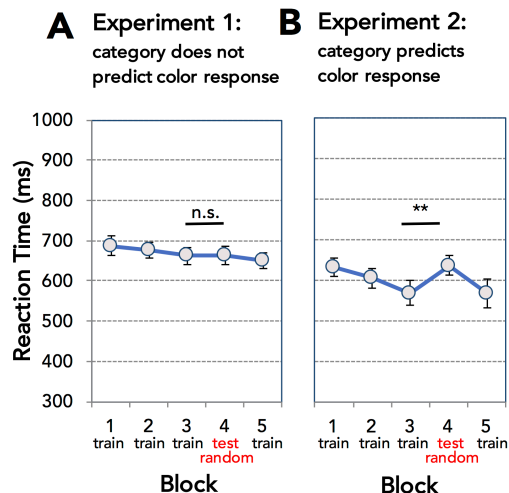 A Experiment 1:
category does not
predict color response
B Experiment 2:
category predicts
color response
Reaction Time (ms)
1000
900
800
700
600
500
400
300
n.s.
1 2 3 4 5
train train train test train
random
Block
**
1 2 3 4 5
train train train test train
random
Block